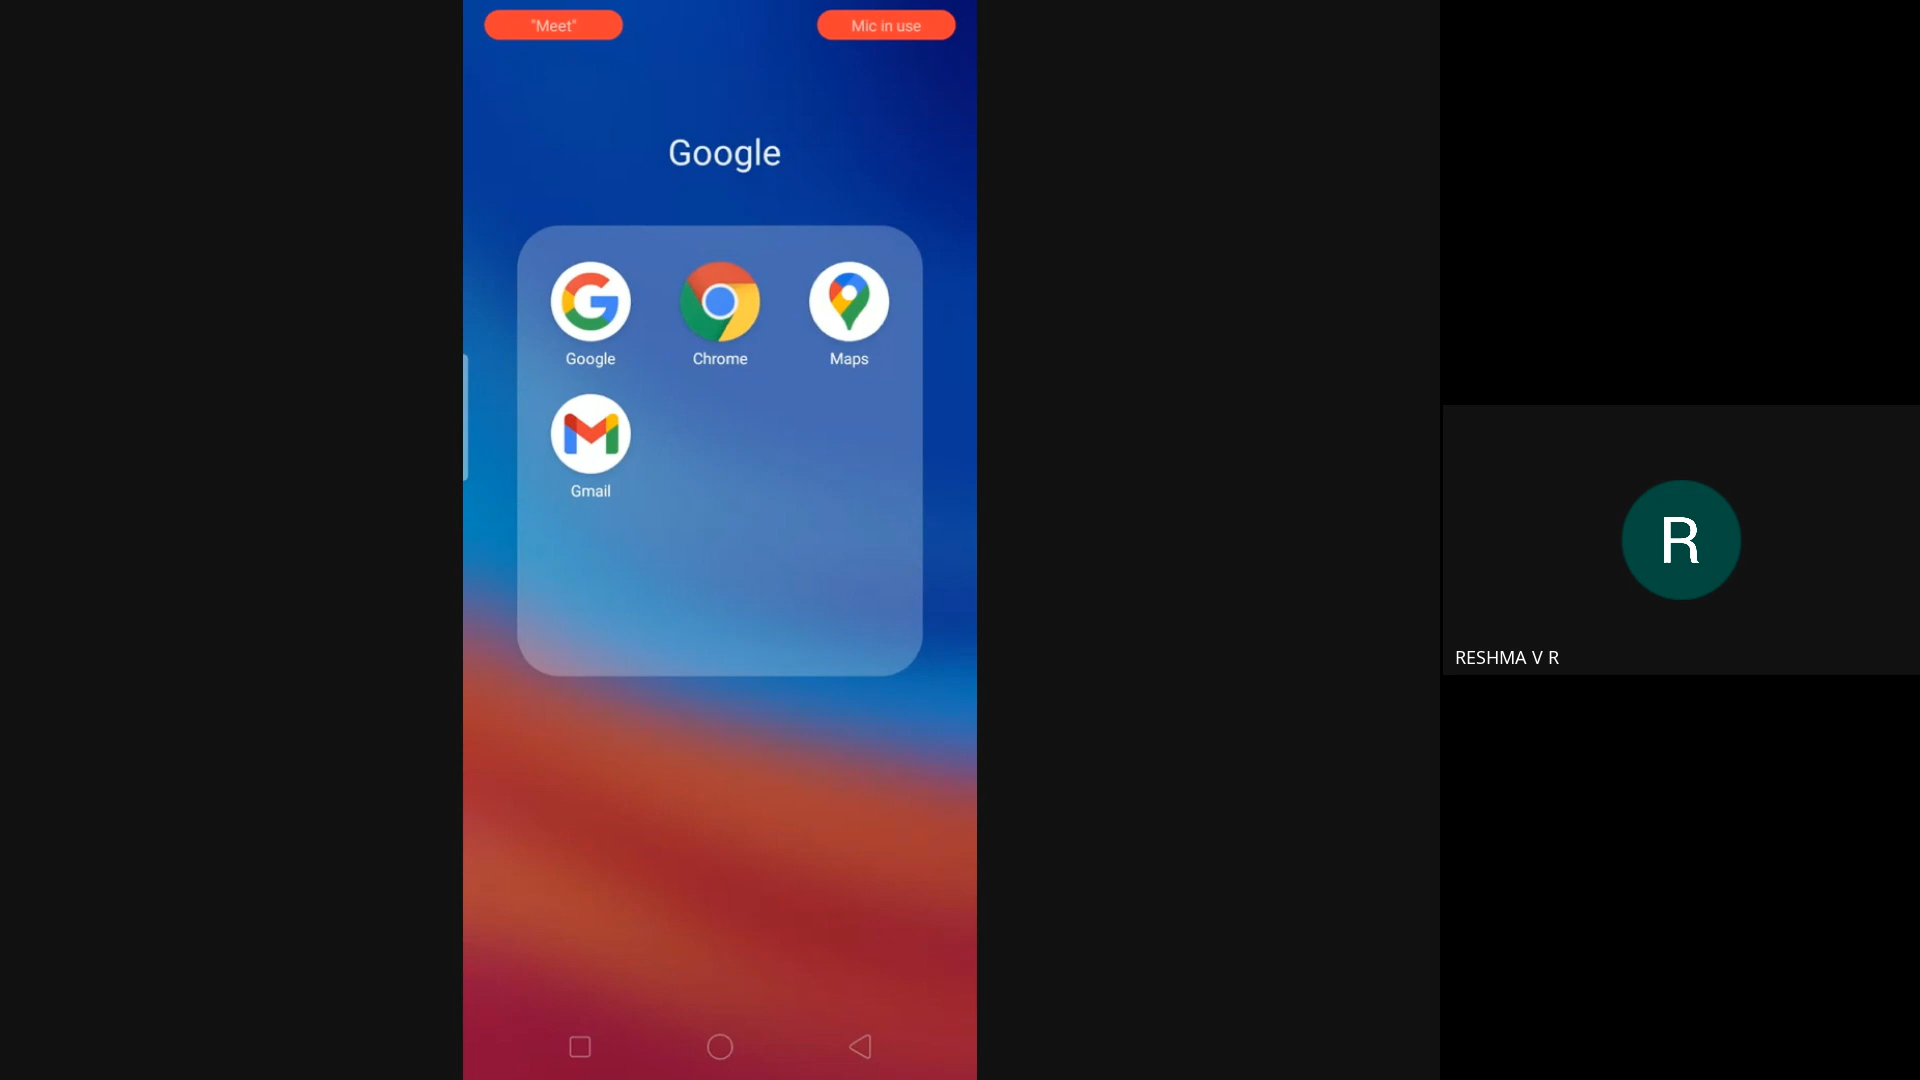 "Meet"
Mic in use
Google
Google
Chrome
Maps
Gmail
R
RESHMA V R